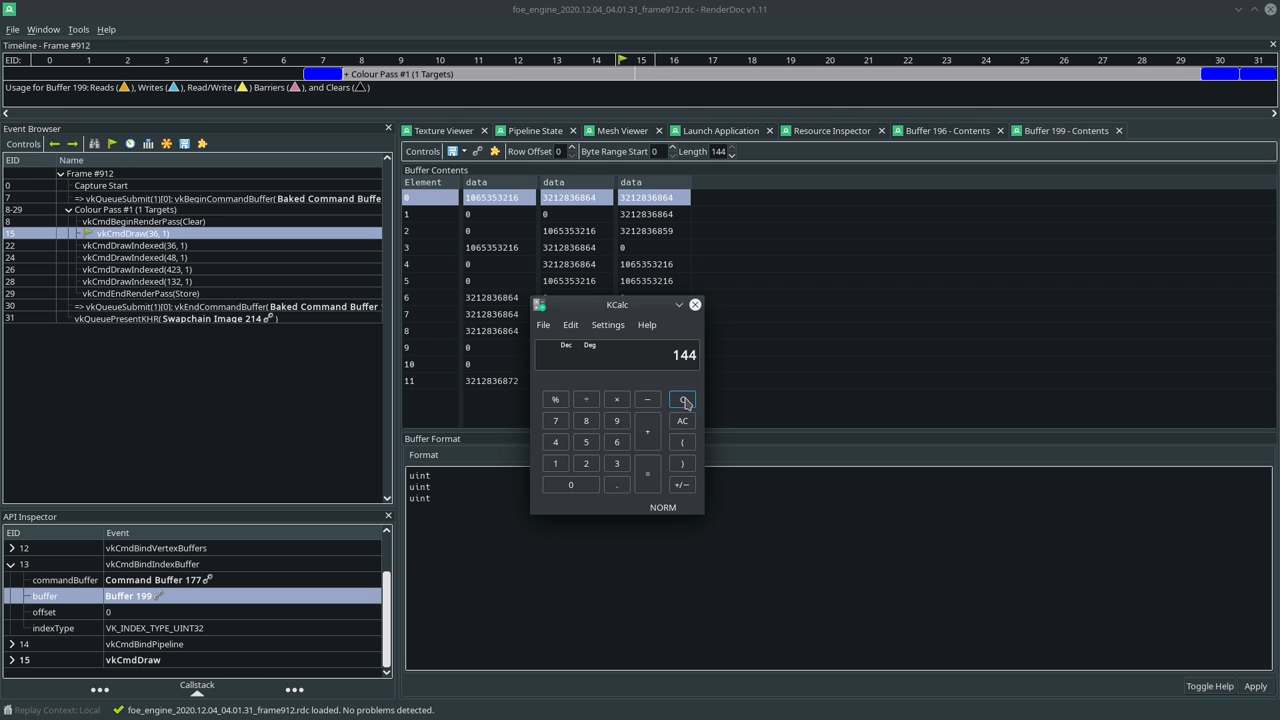 foe_engine_2020.12.04_04.01.31_frame912.rdc - RenderDoc v1.11
File Window Tools Help
Timeline - Frame #912
EID: 0 1 2 3 4 5 6 7 8 9 10 11 12 13 14 15 16 17 18 19 20 21 22 23 24 25 26 27 28 29 30 31
+ Colour Pass #1 (1 Targets)
Usage for Buffer 199: Reads ( ), Writes ( ), Read/Write ( ) Barriers ( ), and Clears ( )
Event Browser
Controls
EID Name
Frame #912
0 Capture Start
7 => vkQueueSubmit(1)[0]: vkBeginCommandBuffer( Baked Command Buffe
8-29 Colour Pass #1 (1 Targets)
8 vkCmdBeginRenderPass(Clear)
15 vkCmdDraw(36, 1)
22 vkCmdDrawIndexed(36, 1)
24 vkCmdDrawIndexed(48, 1)
26 vkCmdDrawIndexed(423, 1)
28 vkCmdDrawIndexed(132, 1)
29 vkCmdEndRenderPass(Store)
30 => vkQueueSubmit(1)[0]: vkEndCommandBuffer( Baked Command Buffer
31 vkQueuePresentKHR( Swapchain Image 214 )
API Inspector
EID Event
12 vkCmdBindVertexBuffers
13 vkCmdBindIndexBuffer
commandBuffer Command Buffer 177
buffer Buffer 199
offset 0
indexType VK_INDEX_TYPE_UINT32
14 vkCmdBindPipeline
15 vkCmdDraw
Callstack
Texture Viewer Pipeline State Mesh Viewer Launch Application Resource Inspector Buffer 196 - Contents Buffer 199 - Contents
Controls Row Offset 0 Byte Range Start 0 Length 144
Buffer Contents
Element data data data
0 1065353216 3212836864 3212836864
1 0 0 3212836864
2 0 1065353216 3212836859
3 1065353216 3212836864 0
4 0 3212836864 1065353216
5 0 1065353216 1065353216
6 3212836864
7 3212836864
8 3212836864
9 0
10 0
11 3212836872
KCalc
File Edit Settings Help
Dec Deg
144
% ÷ × − C
7 8 9 + AC
4 5 6 (
1 2 3 = )
0 . +/−
NORM
Buffer Format
Format
uint
uint
uint
Toggle Help Apply
Replay Context: Local foe_engine_2020.12.04_04.01.31_frame912.rdc loaded. No problems detected.